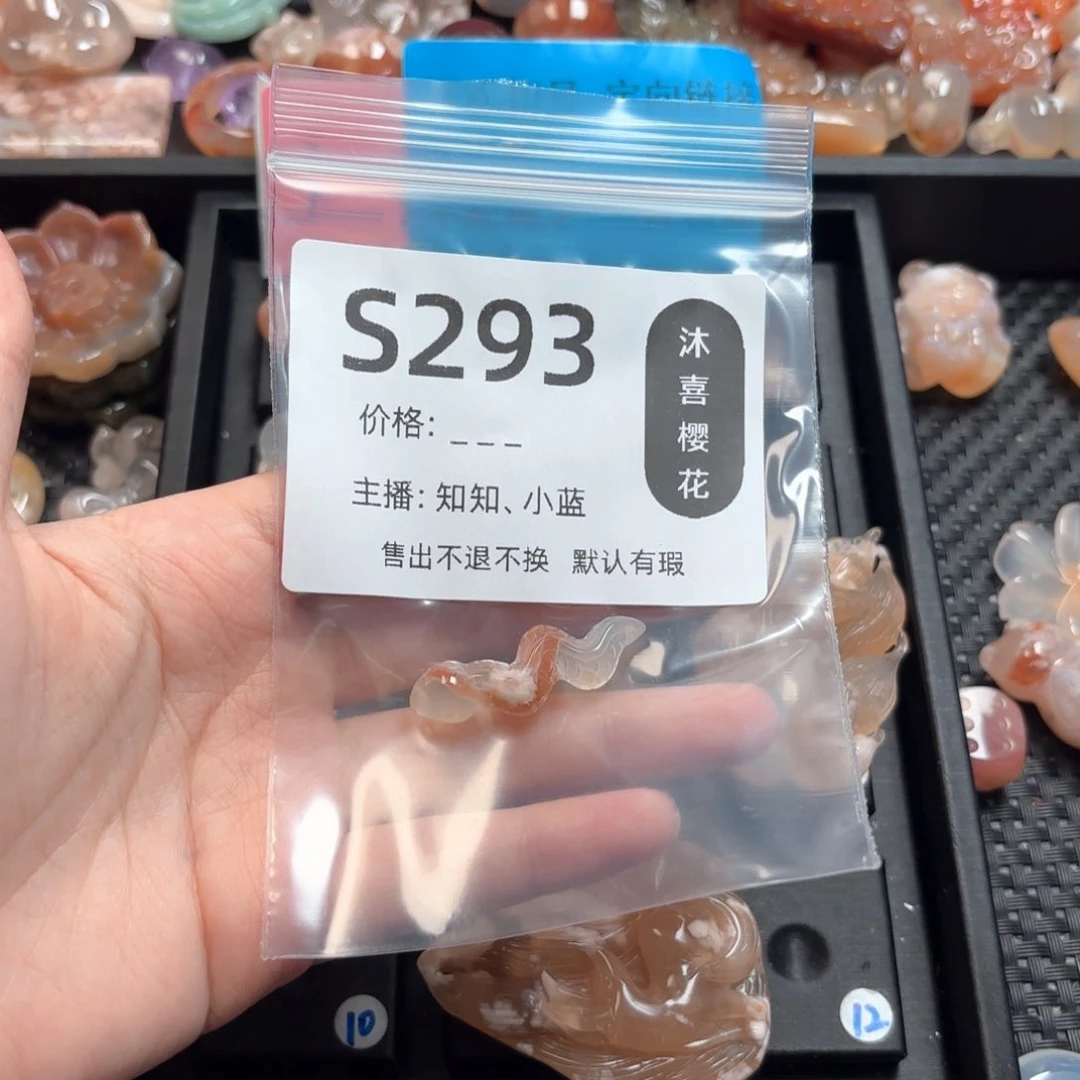 S293
沐喜樱花
价格: _ _ _
主播: 知知、小蓝
售出不退不换 默认有瑕
10
12